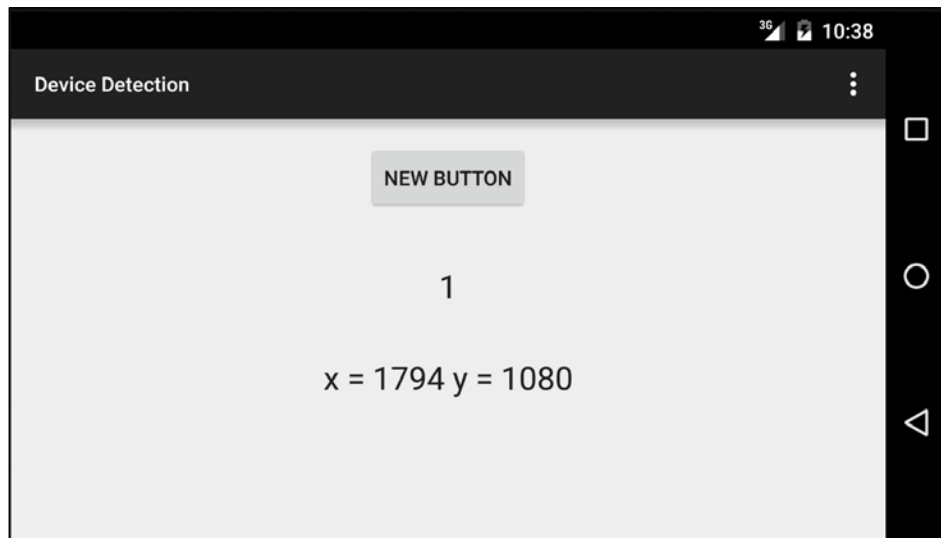 3G 10:38
Device Detection
NEW BUTTON
1
x = 1794 y = 1080